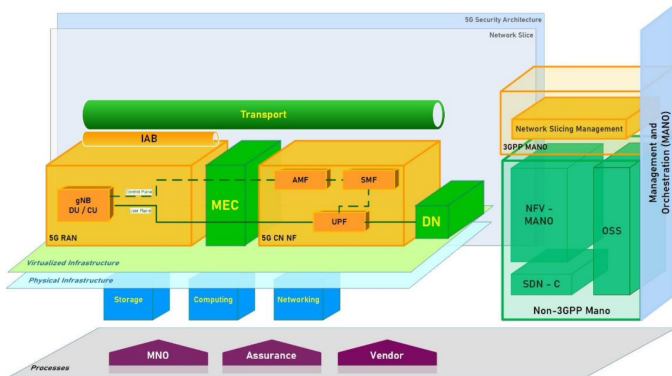 5G Security Architecture
Network Slice
Transport
IAB
Network Slicing Management
3GPP MANO
Management and
Orchestration (MANO)
AMF
SMF
gNB
DU / CU
Control Plane
User Plane
MEC
UPF
DN
5G RAN
5G CN NF
NFV -
MANO
OSS
SDN - C
Non-3GPP Mano
Virtualized Infrastructure
Physical Infrastructure
Storage
Computing
Networking
MNO
Assurance
Vendor
Processes